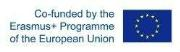 Co-funded by the
Erasmus+ Programme
of the European Union